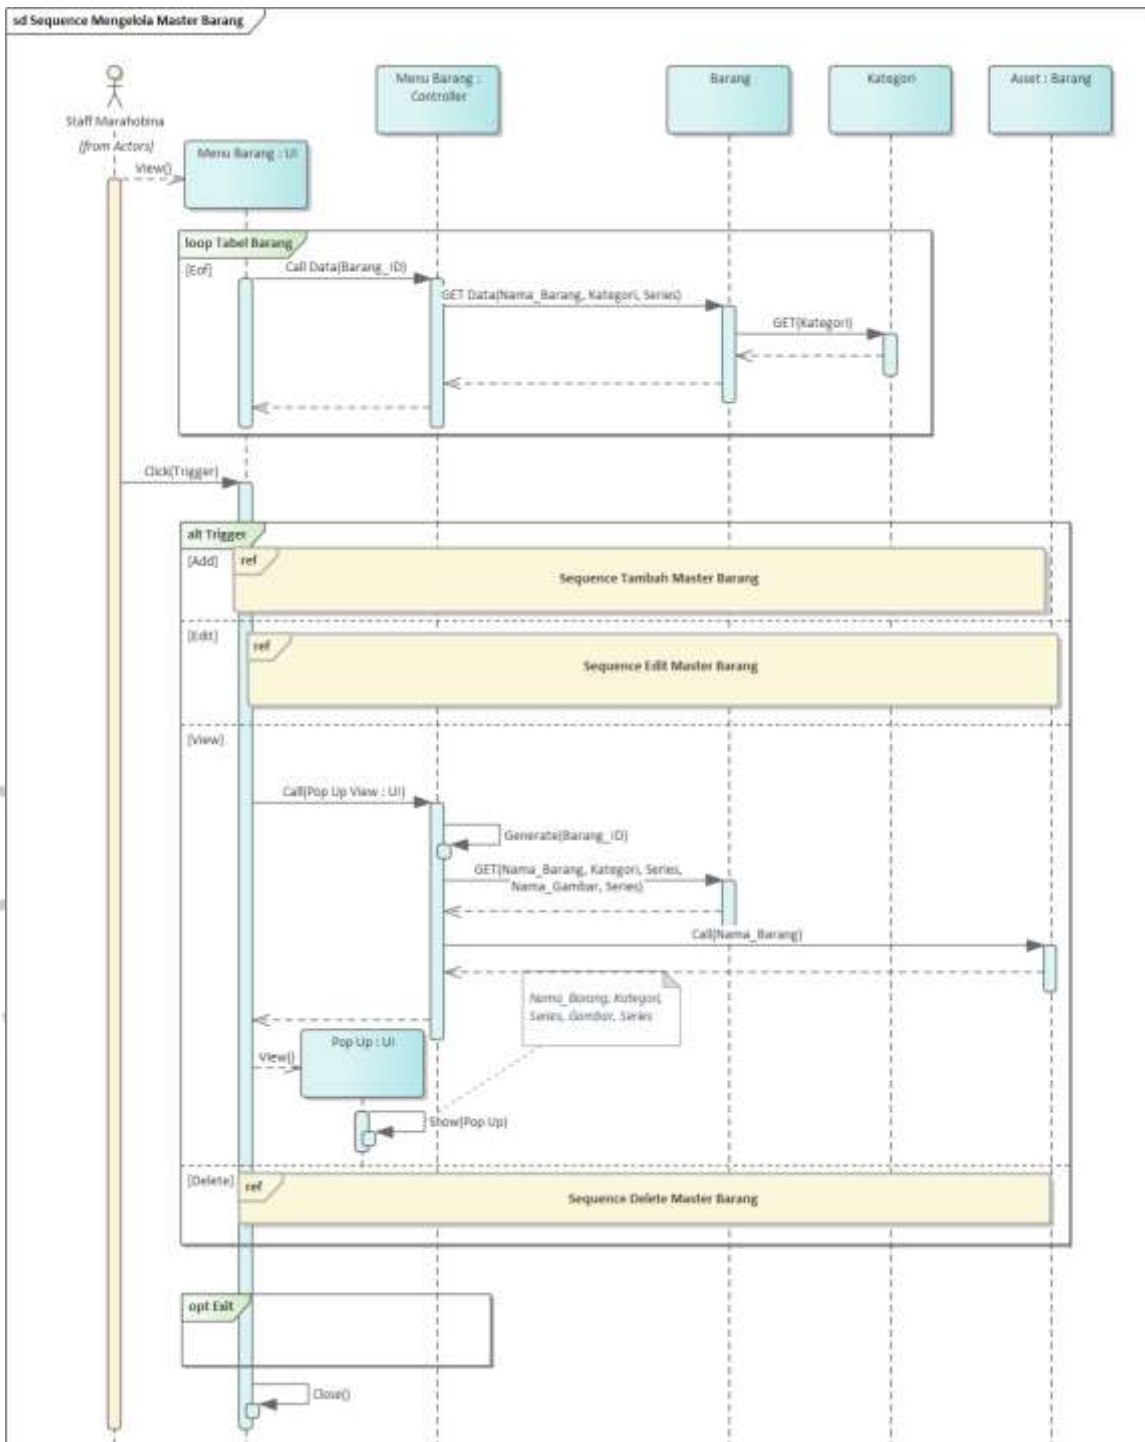 sd Sequence Mengelola Master Barang
Staff Marahobina
(from Actors)
Menu Barang : UI
Menu Barang :
Controller
Barang
Kategori
Asset : Barang
View()
loop Tabel Barang
[Eof]
Call Data(Barang_ID)
GET Data(Nama_Barang, Kategori, Series)
GET(Kategori)
Click(Trigger)
alt Trigger
[Add]
ref
Sequence Tambah Master Barang
[Edit]
ref
Sequence Edit Master Barang
[View]
Call(Pop Up View : UI)
Generate(Barang_ID)
GET(Nama_Barang, Kategori, Series,
Nama_Gambar, Series)
Call(Nama_Barang)
Nama_Barang, Kategori,
Series, Gambar, Series
Pop Up : UI
View()
Show(Pop Up)
[Delete]
ref
Sequence Delete Master Barang
opt Exit
Close()